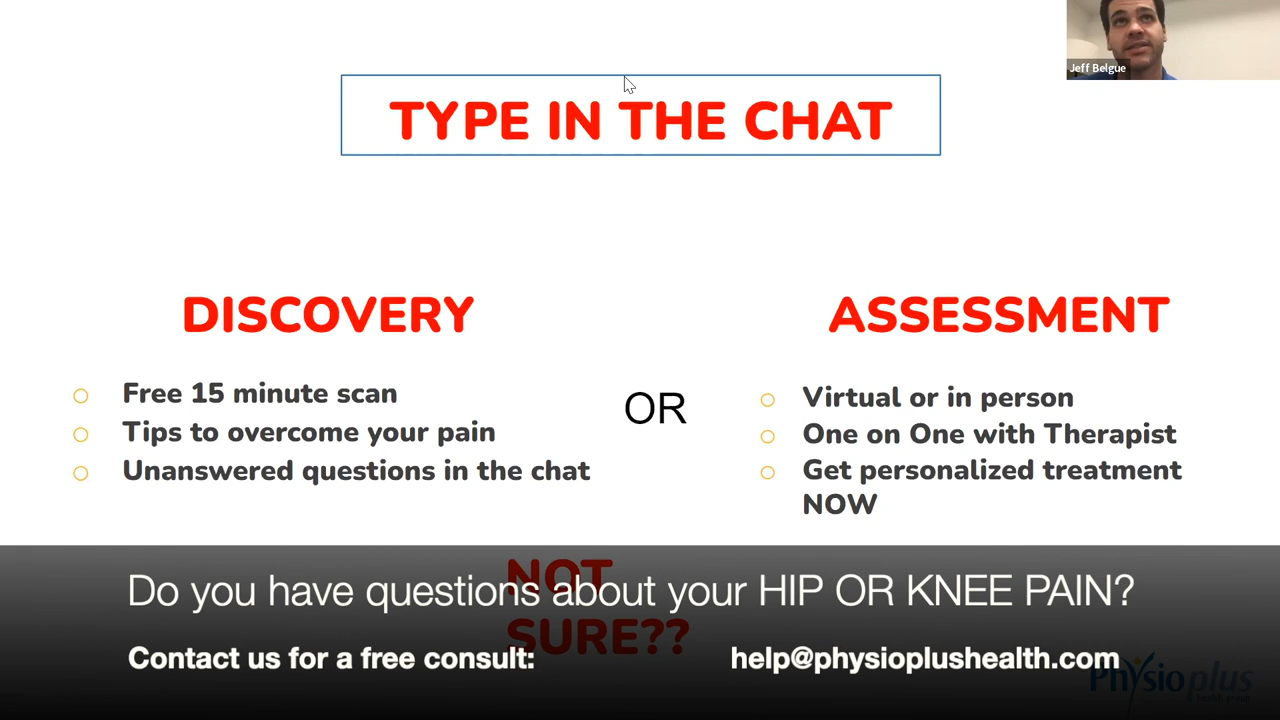 Jeff Belgue
TYPE IN THE CHAT
DISCOVERY
Free 15 minute scan
Tips to overcome your pain
Unanswered questions in the chat
OR
ASSESSMENT
Virtual or in person
One on One with Therapist
Get personalized treatment
NOW
NOT
SURE??
Do you have questions about your HIP OR KNEE PAIN?
Contact us for a free consult:
help@physioplushealth.com
Physioplus